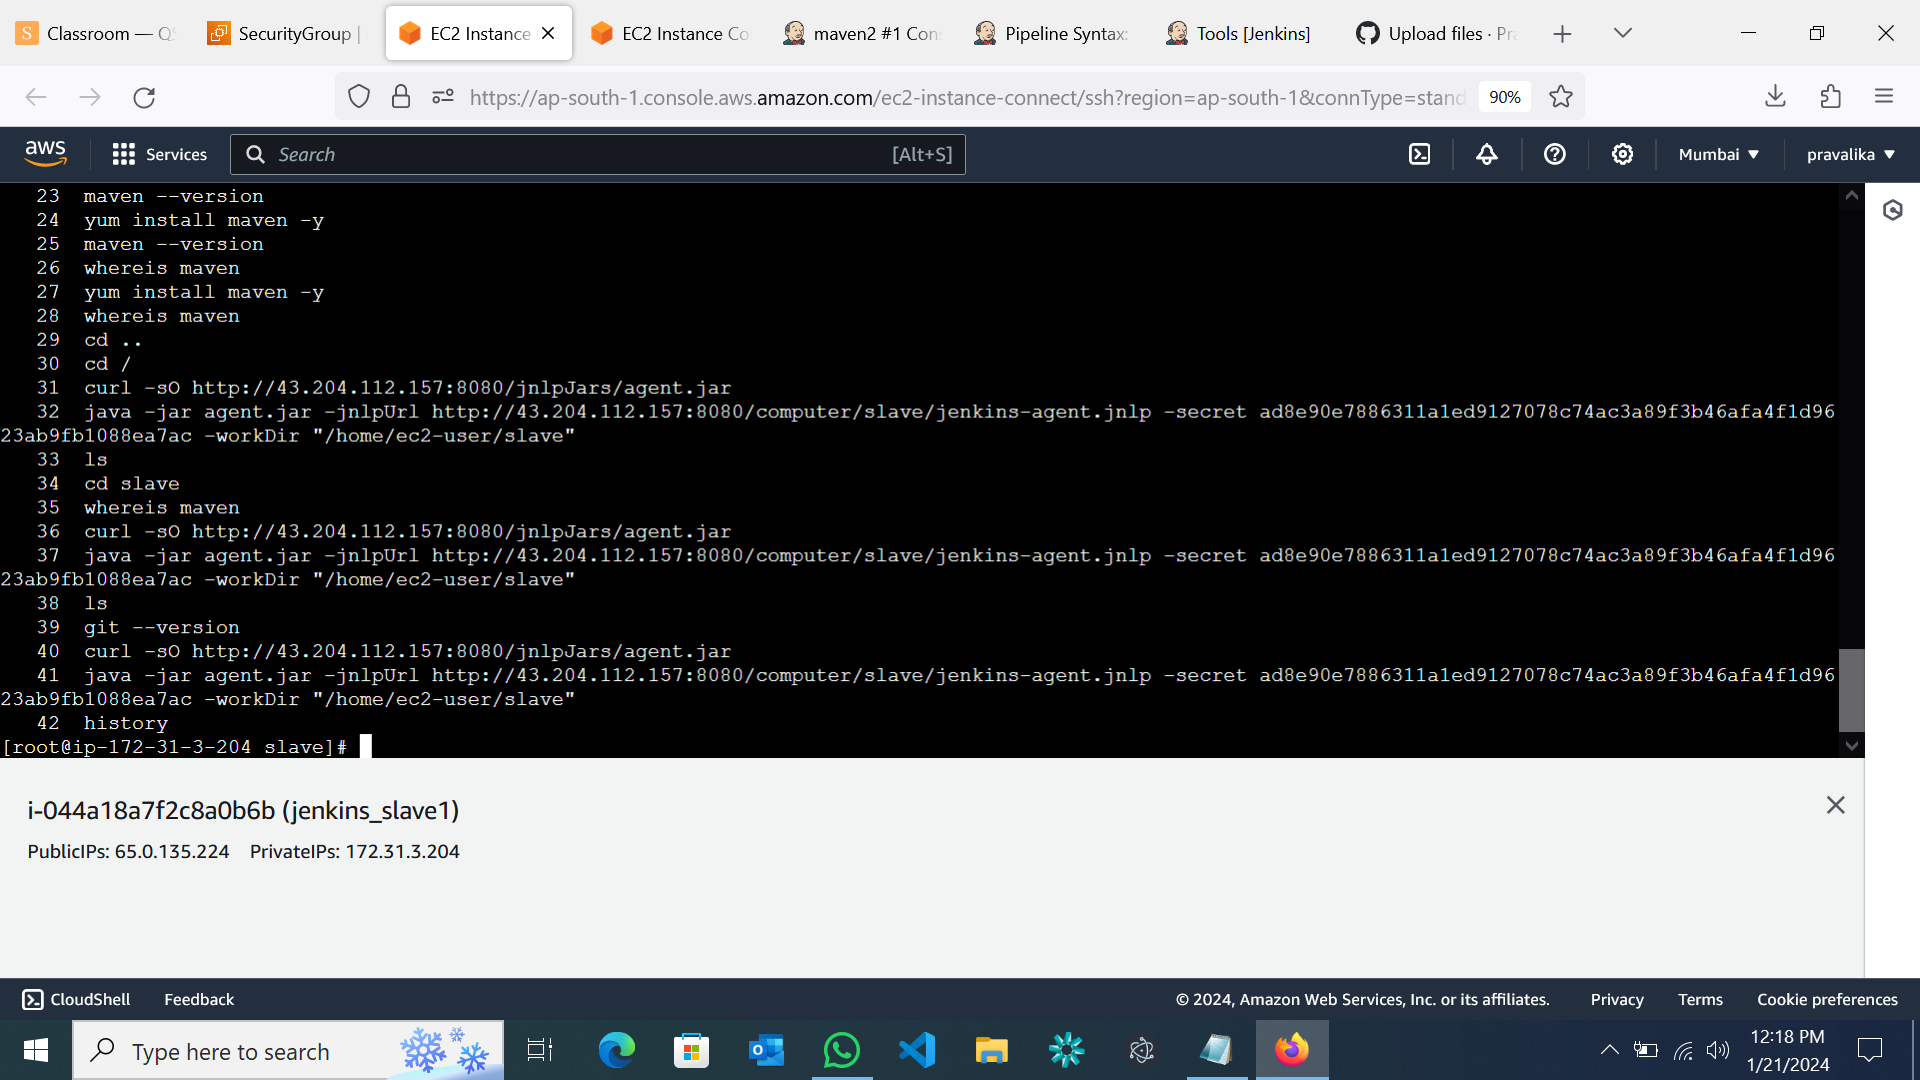 Classroom — QS
SecurityGroup |
EC2 Instance
EC2 Instance Co
maven2 #1 Cons
Pipeline Syntax:
Tools [Jenkins]
Upload files · Pra
https://ap-south-1.console.aws.amazon.com/ec2-instance-connect/ssh?region=ap-south-1&connType=stand
90%
aws
Services
Search
[Alt+S]
Mumbai
pravalika
23 maven --version
24 yum install maven -y
25 maven --version
26 whereis maven
27 yum install maven -y
28 whereis maven
29 cd ..
30 cd /
31 curl -sO http://43.204.112.157:8080/jnlpJars/agent.jar
32 java -jar agent.jar -jnlpUrl http://43.204.112.157:8080/computer/slave/jenkins-agent.jnlp -secret ad8e90e7886311a1ed9127078c74ac3a89f3b46afa4f1d96
23ab9fb1088ea7ac -workDir "/home/ec2-user/slave"
33 ls
34 cd slave
35 whereis maven
36 curl -sO http://43.204.112.157:8080/jnlpJars/agent.jar
37 java -jar agent.jar -jnlpUrl http://43.204.112.157:8080/computer/slave/jenkins-agent.jnlp -secret ad8e90e7886311a1ed9127078c74ac3a89f3b46afa4f1d96
23ab9fb1088ea7ac -workDir "/home/ec2-user/slave"
38 ls
39 git --version
40 curl -sO http://43.204.112.157:8080/jnlpJars/agent.jar
41 java -jar agent.jar -jnlpUrl http://43.204.112.157:8080/computer/slave/jenkins-agent.jnlp -secret ad8e90e7886311a1ed9127078c74ac3a89f3b46afa4f1d96
23ab9fb1088ea7ac -workDir "/home/ec2-user/slave"
42 history
[root@ip-172-31-3-204 slave]#
i-044a18a7f2c8a0b6b (jenkins_slave1)
PublicIPs: 65.0.135.224 PrivateIPs: 172.31.3.204
CloudShell
Feedback
© 2024, Amazon Web Services, Inc. or its affiliates.
Privacy
Terms
Cookie preferences
Type here to search
12:18 PM
1/21/2024